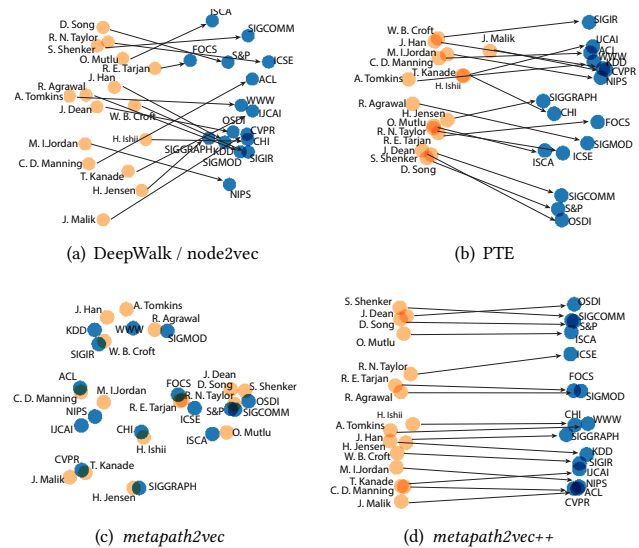 ISCA
D. Song
R. N. Taylor
S. Shenker
SIGCOMM
O. Mutlu
FOCS
S&P
ICSE
R. E. Tarjan
J. Han
ACL
R. Agrawal
A. Tomkins
WWW
J. Dean
W. B. Croft
IJCAI
OSDI
CVPR
H. Ishii
CHI
M. I.Jordan
SIGGRAPH
KDD
SIGMOD
SIGIR
C. D. Manning
T. Kanade
H. Jensen
NIPS
J. Malik
(a) DeepWalk / node2vec
SIGIR
W. B. Croft
J. Han
J. Malik
IJCAI
M. I.Jordan
ACL
C. D. Manning
WWW
KDD
T. Kanade
CVPR
A. Tomkins
H. Ishii
NIPS
R. Agrawal
SIGGRAPH
H. Jensen
CHI
O. Mutlu
FOCS
R. N. Taylor
R. E. Tarjan
SIGMOD
J. Dean
ISCA
ICSE
S. Shenker
D. Song
SIGCOMM
S&P
OSDI
(b) PTE
J. Han
A. Tomkins
R. Agrawal
KDD
WWW
SIGMOD
SIGIR
W. B. Croft
ACL
C. D. Manning
M. I.Jordan
NIPS
IJCAI
CHI
H. Ishii
CVPR
T. Kanade
J. Malik
H. Jensen
SIGGRAPH
J. Dean
FOCS
D. Song
S. Shenker
R. N. Taylor
OSDI
R. E. Tarjan
S&P
SIGCOMM
ICSE
ISCA
O. Mutlu
(c) metapath2vec
S. Shenker
OSDI
J. Dean
SIGCOMM
D. Song
S&P
O. Mutlu
ISCA
ICSE
R. N. Taylor
R. E. Tarjan
FOCS
R. Agrawal
SIGMOD
H. Ishii
CHI
WWW
A. Tomkins
J. Han
SIGGRAPH
H. Jensen
W. B. Croft
KDD
SIGIR
M. I.Jordan
IJCAI
T. Kanade
NIPS
C. D. Manning
ACL
J. Malik
CVPR
(d) metapath2vec++